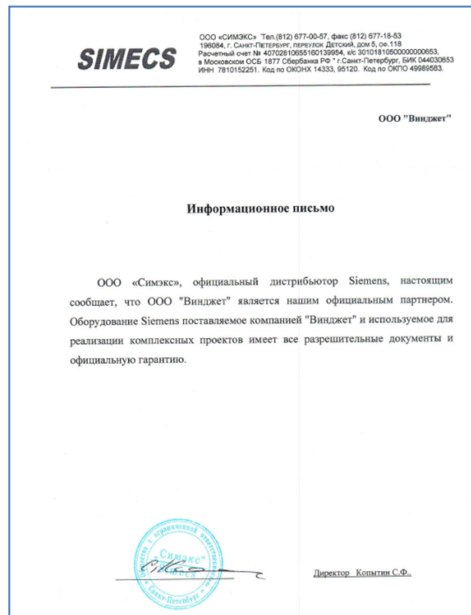 SIMECS
ООО «СИМЭКС» Тел.(812) 677-00-57, факс (812) 677-18-53
196084, г. Санкт-Петербург, переулок Детский, дом 5, оф.118
Расчетный счет № 40702810655160139954, к/с 30101810500000000653,
в Московском ОСБ 1877 Сбербанка РФ " г.Санкт-Петербург, БИК 044030653
ИНН 7810152251. Код по ОКОНХ 14333, 95120. Код по ОКПО 49989583.
ООО "Винджет"
Информационное письмо
ООО «Симэкс», официальный дистрибьютор Siemens, настоящим
сообщает, что ООО "Винджет" является нашим официальным партнером.
Оборудование Siemens поставляемое компанией "Винджет" и используемое для
реализации комплексных проектов имеет все разрешительные документы и
официальную гарантию.
Симэкс"
Директор Копытин С.Ф.